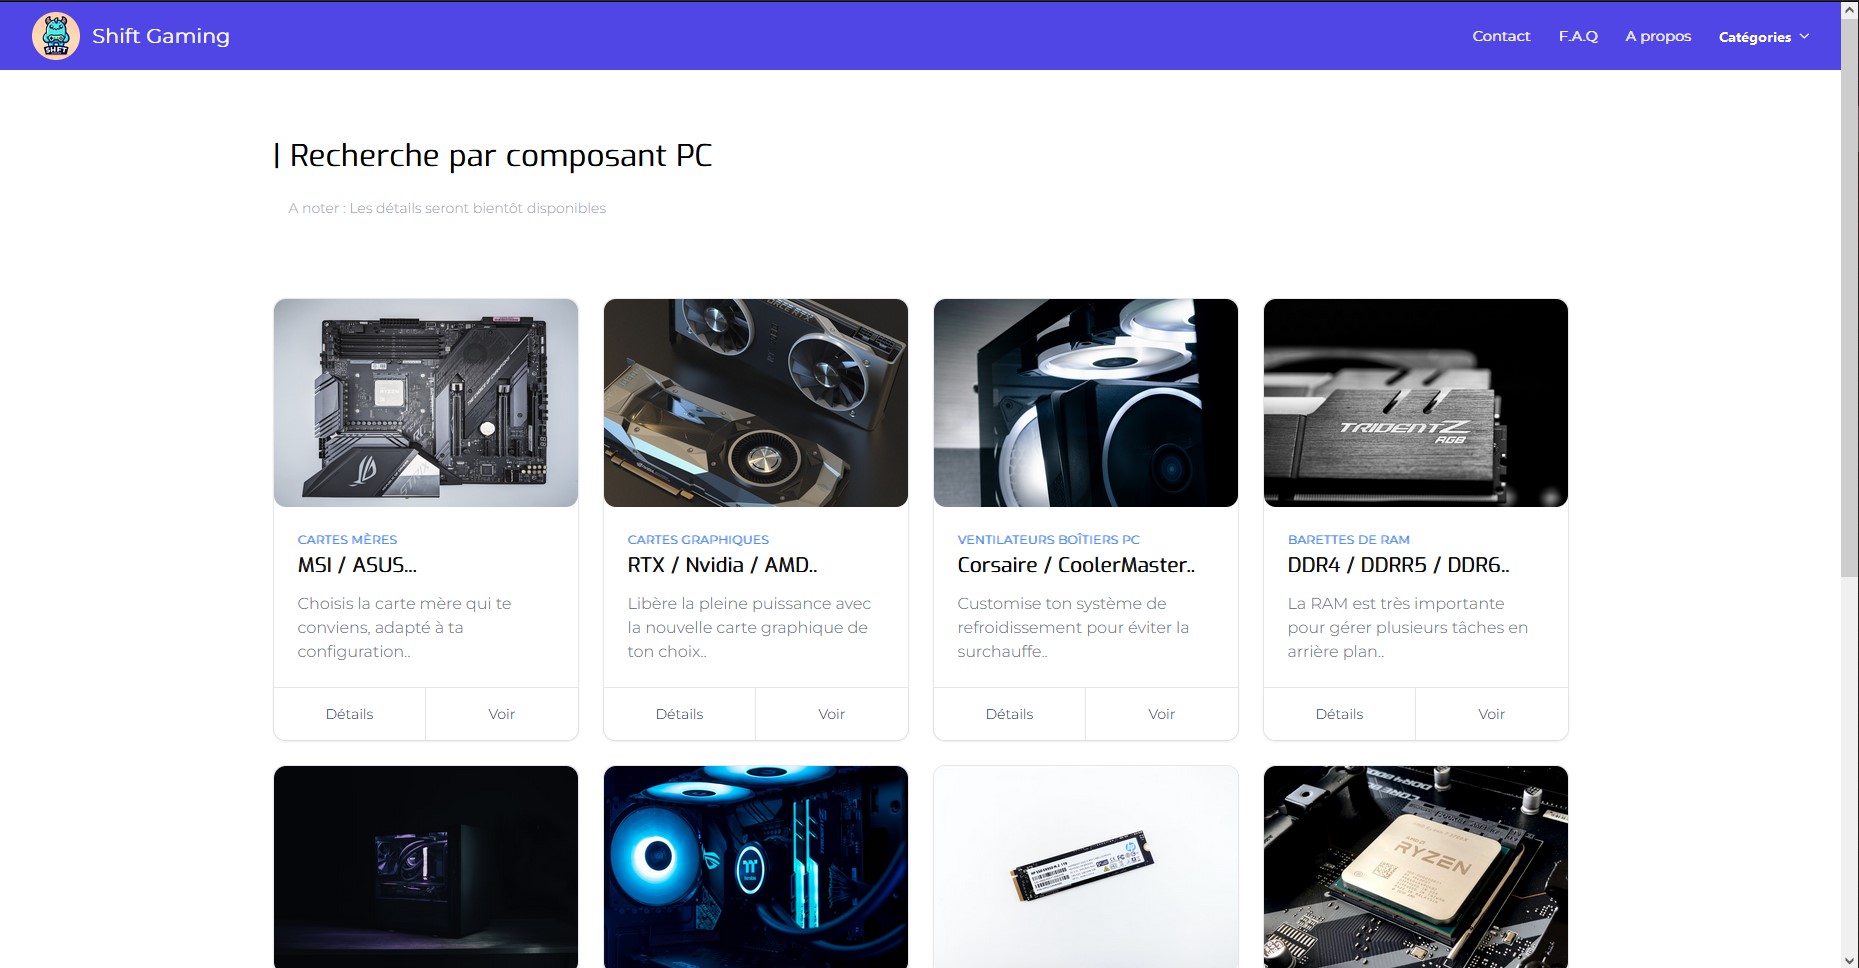 SHIFT
Shift Gaming
Contact
F.A.Q
A propos
Catégories
| Recherche par composant PC
A noter : Les détails seront bientôt disponibles
TRIDENTZ
RGB
CARTES MÈRES
MSI / ASUS...
Choisis la carte mère qui te
conviens, adapté à ta
configuration..
Détails
Voir
CARTES GRAPHIQUES
RTX / Nvidia / AMD..
Libère la pleine puissance avec
la nouvelle carte graphique de
ton choix..
Détails
Voir
VENTILATEURS BOÎTIERS PC
Corsaire / CoolerMaster..
Customise ton système de
refroidissement pour éviter la
surchauffe..
Détails
Voir
BARETTES DE RAM
DDR4 / DDRR5 / DDR6..
La RAM est très importante
pour gérer plusieurs tâches en
arrière plan..
Détails
Voir
RYZEN